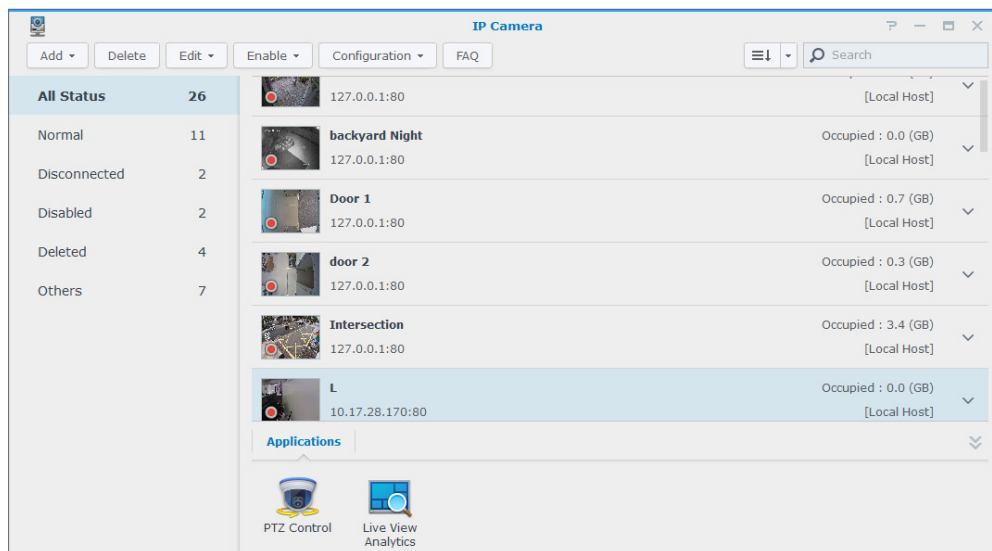 IP Camera
Add Delete Edit Enable Configuration FAQ Search
All Status 26
Normal 11
Disconnected 2
Disabled 2
Deleted 4
Others 7
127.0.0.1:80 [Local Host]
backyard Night Occupied : 0.0 (GB)
127.0.0.1:80 [Local Host]
Door 1 Occupied : 0.7 (GB)
127.0.0.1:80 [Local Host]
door 2 Occupied : 0.3 (GB)
127.0.0.1:80 [Local Host]
Intersection Occupied : 3.4 (GB)
127.0.0.1:80 [Local Host]
L Occupied : 0.0 (GB)
10.17.28.170:80 [Local Host]
Applications
PTZ Control
Live View
Analytics